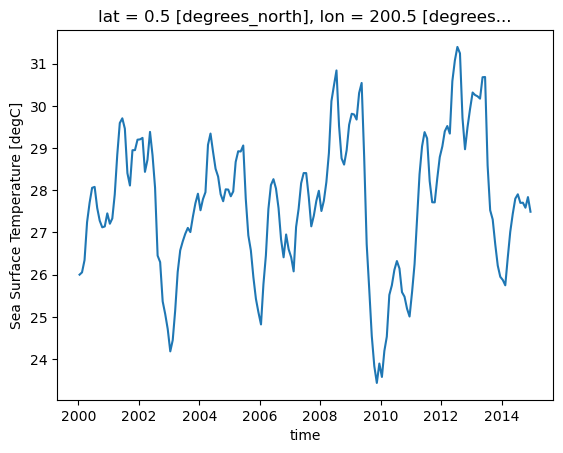 lat = 0.5 [degrees_north], lon = 200.5 [degrees...
Sea Surface Temperature [degC]
31
30
29
28
27
26
25
24
2000 2002 2004 2006 2008 2010 2012 2014
time